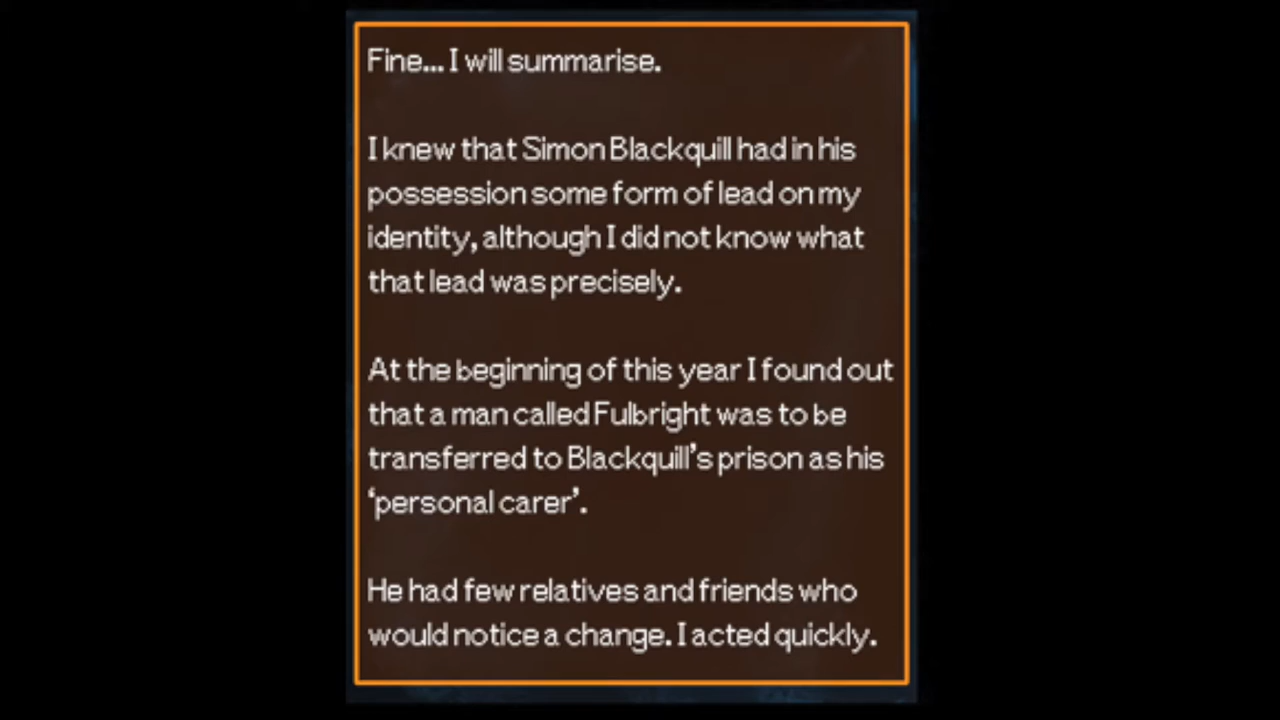 Fine... I will summarise.
I knew that Simon Blackquill had in his
possession some form of lead on my
identity, although I did not know what
that lead was precisely.
At the beginning of this year I found out
that a man called Fulbright was to be
transferred to Blackquill's prison as his
‘personal carer’.
He had few relatives and friends who
would notice a change. I acted quickly.